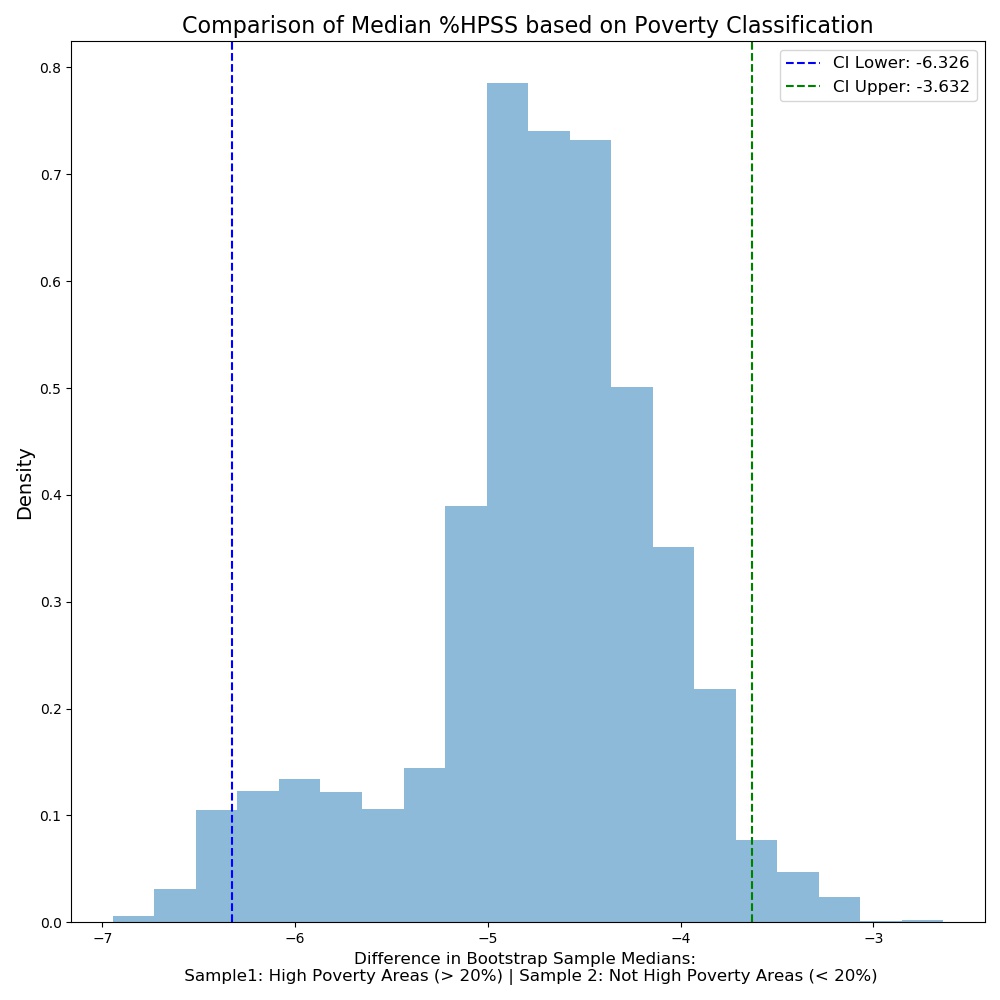 Comparison of Median %HPSS based on Poverty Classification
CI Lower: -6.326
CI Upper: -3.632
0.8
0.7
0.6
0.5
0.4
0.3
0.2
0.1
0.0
Density
−7
−6
−5
−4
−3
Difference in Bootstrap Sample Medians:
Sample1: High Poverty Areas (> 20%) | Sample 2: Not High Poverty Areas (< 20%)